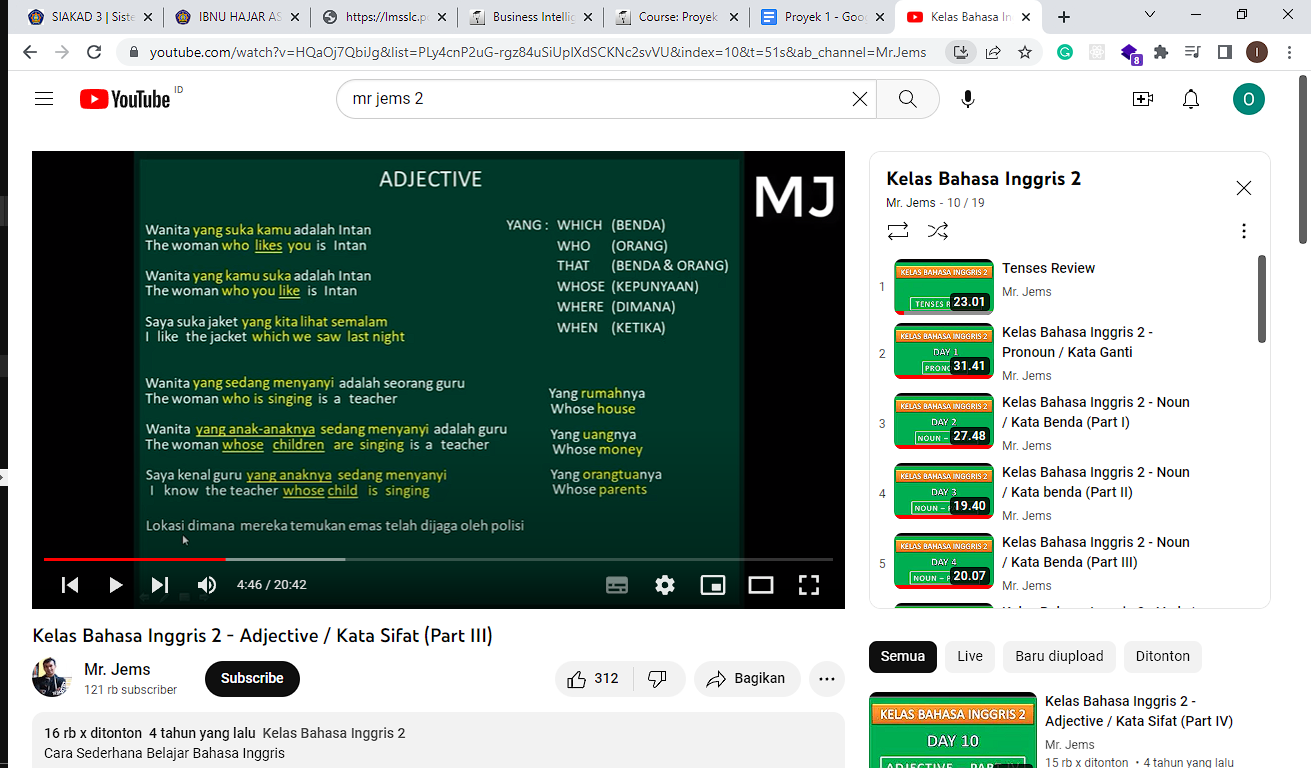 SIAKAD 3 | Siste
IBNU HAJAR AS
https://lmsslc.p
Business Intellig
Course: Proyek
Proyek 1 - Goo
Kelas Bahasa In
youtube.com/watch?v=HQaOj7QbiJg&list=PLy4cnP2uG-rgz84uSiUplXdSCKNc2svVU&index=10&t=51s&ab_channel=Mr.Jems
8
I
YouTube ID
mr jems 2
O
ADJECTIVE
MJ
Wanita yang suka kamu adalah Intan
The woman who likes you is Intan
Wanita yang kamu suka adalah Intan
The woman who you like is Intan
Saya suka jaket yang kita lihat semalam
I like the jacket which we saw last night
YANG : WHICH (BENDA)
WHO (ORANG)
THAT (BENDA & ORANG)
WHOSE (KEPUNYAAN)
WHERE (DIMANA)
WHEN (KETIKA)
Wanita yang sedang menyanyi adalah seorang guru
The woman who is singing is a teacher
Wanita yang anak-anaknya sedang menyanyi adalah guru
The woman whose children are singing is a teacher
Saya kenal guru yang anaknya sedang menyanyi
I know the teacher whose child is singing
Yang rumahnya
Whose house
Yang uangnya
Whose money
Yang orangtuanya
Whose parents
Lokasi dimana mereka temukan emas telah dijaga oleh polisi
4:46 / 20:42
Kelas Bahasa Inggris 2 - Adjective / Kata Sifat (Part III)
Mr. Jems
121 rb subscriber
Subscribe
312
Bagikan
16 rb x ditonton 4 tahun yang lalu Kelas Bahasa Inggris 2
Cara Sederhana Belajar Bahasa Inggris
Kelas Bahasa Inggris 2
Mr. Jems - 10 / 19
1
KELAS BAHASA INGGRIS 2
TENSES R
23.01
Tenses Review
Mr. Jems
2
KELAS BAHASA INGGRIS 2
DAY 1
PRONO
31.41
Kelas Bahasa Inggris 2 -
Pronoun / Kata Ganti
Mr. Jems
3
KELAS BAHASA INGGRIS 2
DAY 2
NOUN –
27.48
Kelas Bahasa Inggris 2 - Noun
/ Kata Benda (Part I)
Mr. Jems
4
KELAS BAHASA INGGRIS 2
DAY 3
NOUN –
19.40
Kelas Bahasa Inggris 2 - Noun
/ Kata benda (Part II)
Mr. Jems
5
KELAS BAHASA INGGRIS 2
DAY 4
NOUN –
20.07
Kelas Bahasa Inggris 2 - Noun
/ Kata Benda (Part III)
Mr. Jems
Semua
Live
Baru diupload
Ditonton
KELAS BAHASA INGGRIS 2
DAY 10
Kelas Bahasa Inggris 2 -
Adjective / Kata Sifat (Part IV)
Mr. Jems
15 rb x ditonton • 4 tahun yang lalu